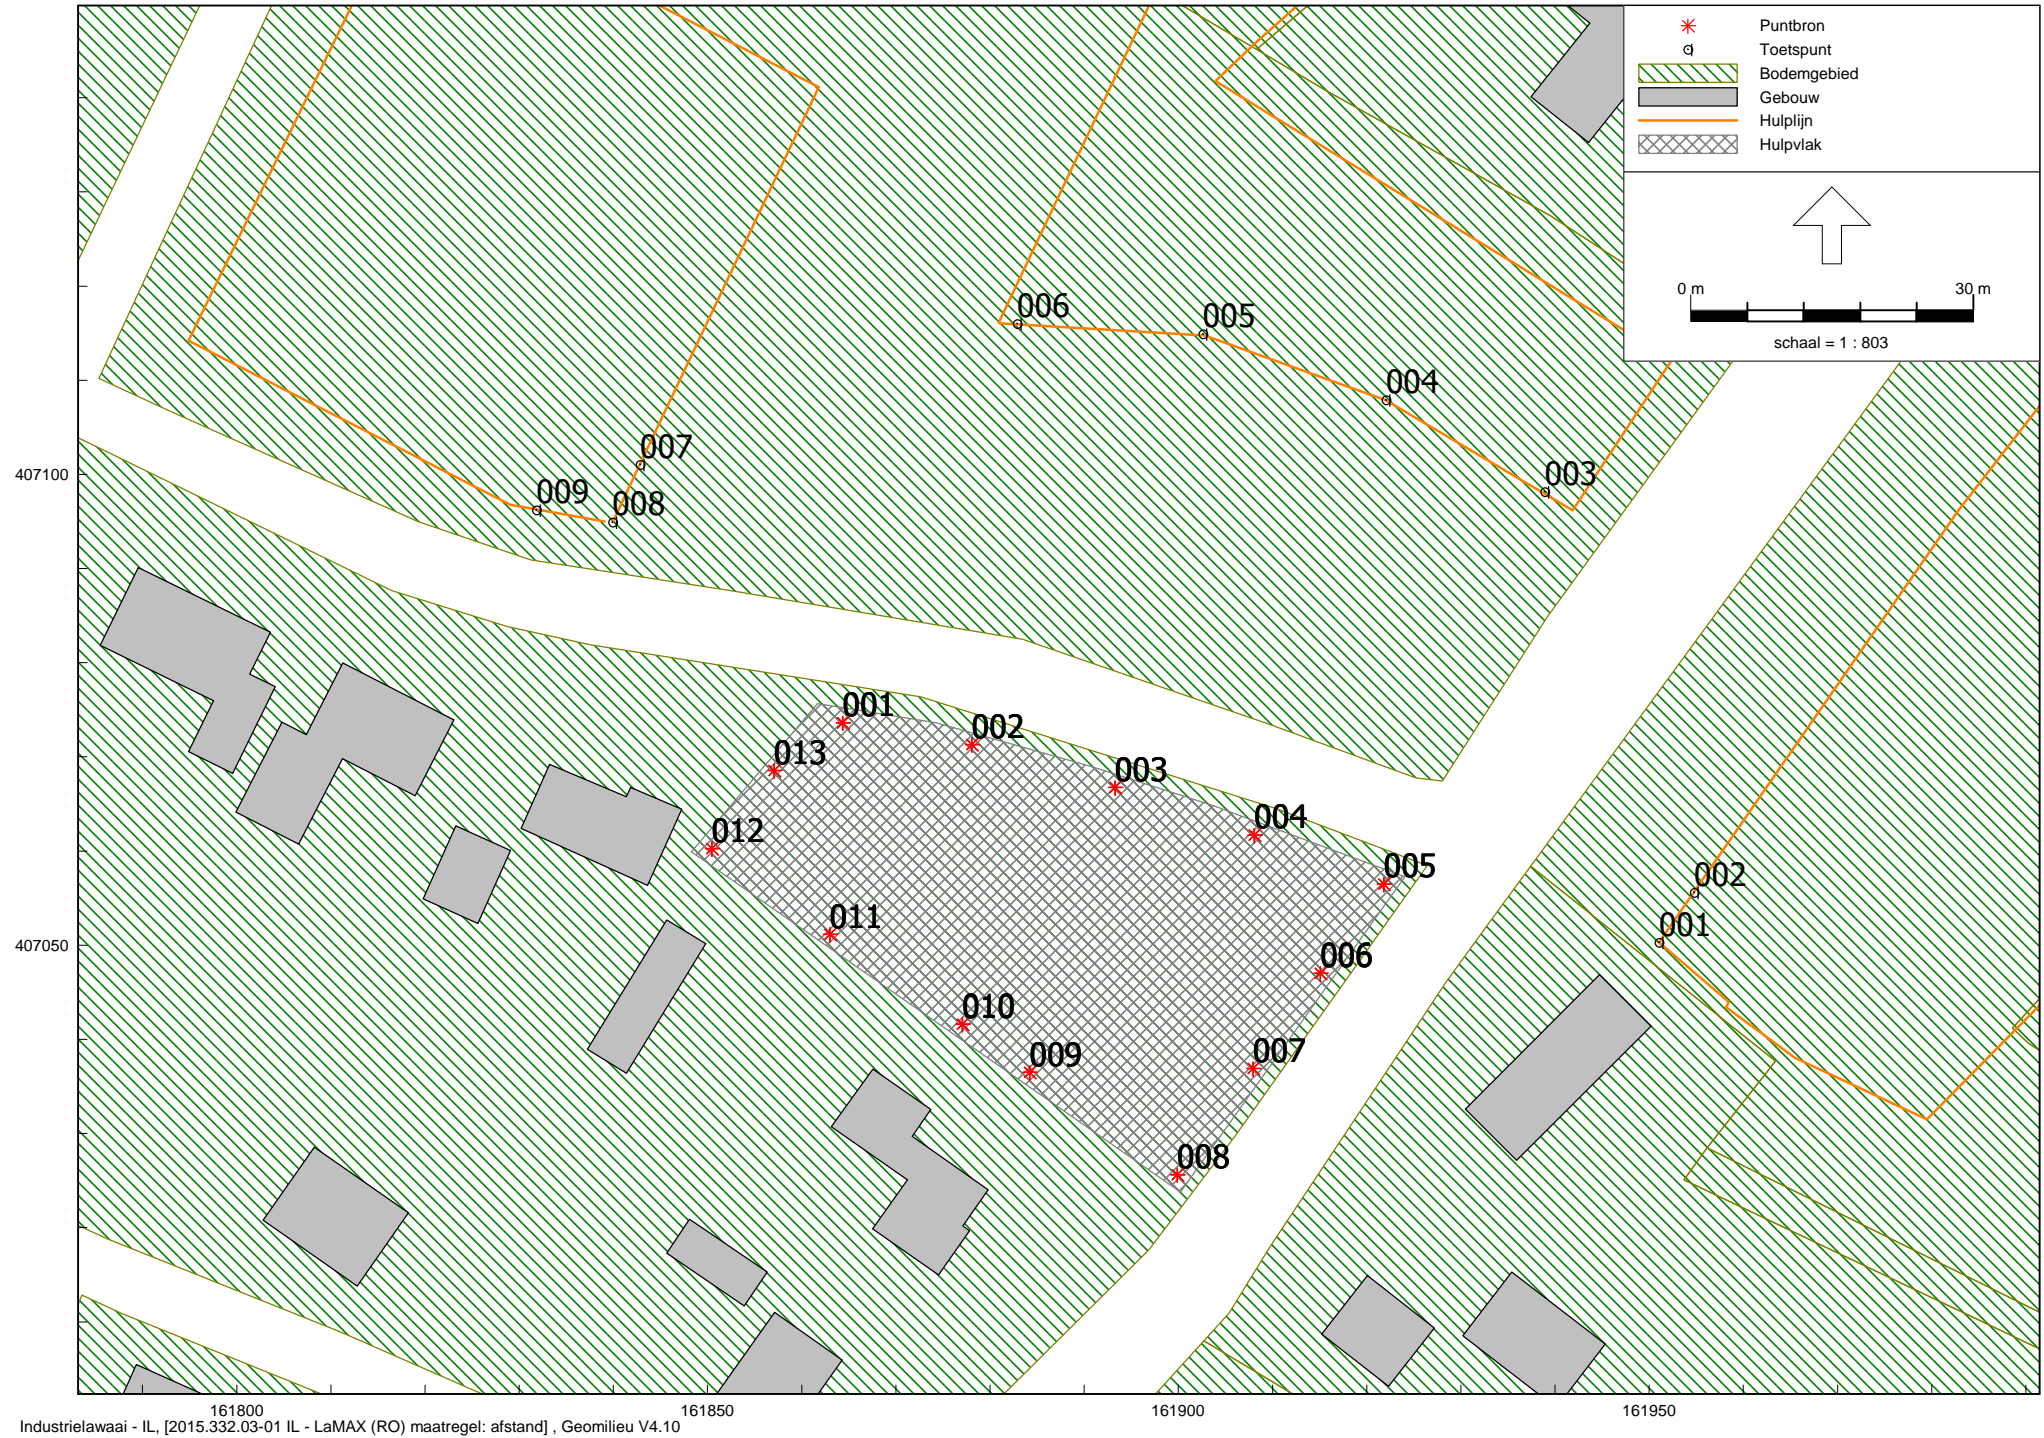 Puntbron
Toetspunt
Bodemgebied
Gebouw
Hulplijn
Hulpvlak
0 m 30 m
schaal = 1 : 803
006
005
004
003
007
009 008
407100
001
002
013
003
004
012
005
002
011
001
407050
006
010
009
007
008
161800 161850 161900 161950
Industrielawaai - IL, [2015.332.03-01 IL - LaMAX (RO) maatregel: afstand] , Geomilieu V4.10